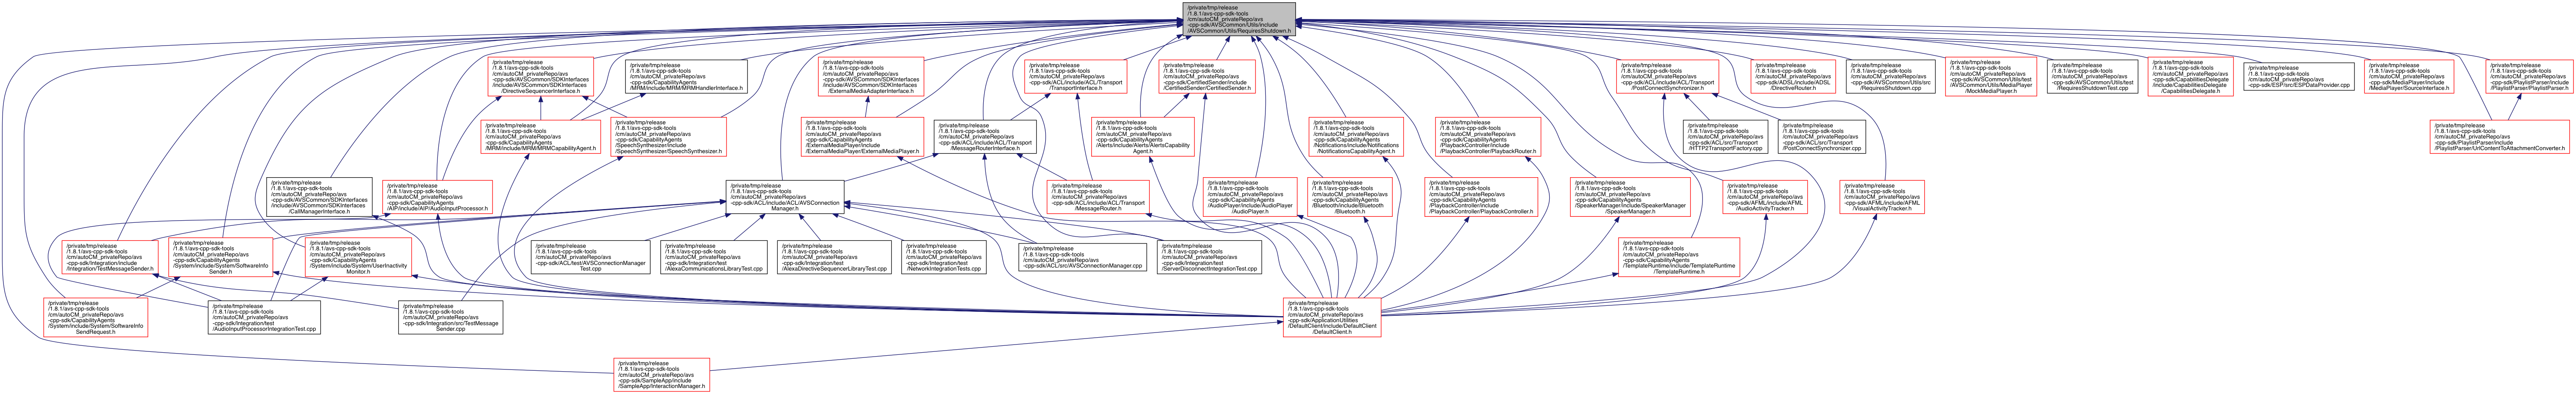 /private/tmp/release
/1.8.1/avs-cpp-sdk-tools
/cm/autoCM_privateRepo/avs
-cpp-sdk/AVSCommon/Utils/include
/AVSCommon/Utils/RequiresShutdown.h
/private/tmp/release
/1.8.1/avs-cpp-sdk-tools
/cm/autoCM_privateRepo/avs
-cpp-sdk/AVSCommon/SDKInterfaces
/include/AVSCommon/SDKInterfaces
/DirectiveSequencerInterface.h
/private/tmp/release
/1.8.1/avs-cpp-sdk-tools
/cm/autoCM_privateRepo/avs
-cpp-sdk/CapabilityAgents
/MRM/include/MRM/MRMHandlerInterface.h
/private/tmp/release
/1.8.1/avs-cpp-sdk-tools
/cm/autoCM_privateRepo/avs
-cpp-sdk/AVSCommon/SDKInterfaces
/include/AVSCommon/SDKInterfaces
/ExternalMediaAdapterInterface.h
/private/tmp/release
/1.8.1/avs-cpp-sdk-tools
/cm/autoCM_privateRepo/avs
-cpp-sdk/ACL/include/ACL/Transport
/TransportInterface.h
/private/tmp/release
/1.8.1/avs-cpp-sdk-tools
/cm/autoCM_privateRepo/avs
-cpp-sdk/CertifiedSender/include
/CertifiedSender/CertifiedSender.h
/private/tmp/release
/1.8.1/avs-cpp-sdk-tools
/cm/autoCM_privateRepo/avs
-cpp-sdk/ACL/include/ACL/Transport
/PostConnectSynchronizer.h
/private/tmp/release
/1.8.1/avs-cpp-sdk-tools
/cm/autoCM_privateRepo/avs
-cpp-sdk/ADSL/include/ADSL
/DirectiveRouter.h
/private/tmp/release
/1.8.1/avs-cpp-sdk-tools
/cm/autoCM_privateRepo/avs
-cpp-sdk/AVSCommon/Utils/src
/RequiresShutdown.cpp
/private/tmp/release
/1.8.1/avs-cpp-sdk-tools
/cm/autoCM_privateRepo/avs
-cpp-sdk/AVSCommon/Utils/test
/AVSCommon/Utils/MediaPlayer
/MockMediaPlayer.h
/private/tmp/release
/1.8.1/avs-cpp-sdk-tools
/cm/autoCM_privateRepo/avs
-cpp-sdk/AVSCommon/Utils/test
/RequiresShutdownTest.cpp
/private/tmp/release
/1.8.1/avs-cpp-sdk-tools
/cm/autoCM_privateRepo/avs
-cpp-sdk/CapabilitiesDelegate
/include/CapabilitiesDelegate
/CapabilitiesDelegate.h
/private/tmp/release
/1.8.1/avs-cpp-sdk-tools
/cm/autoCM_privateRepo/avs
-cpp-sdk/ESP/src/ESPDataProvider.cpp
/private/tmp/release
/1.8.1/avs-cpp-sdk-tools
/cm/autoCM_privateRepo/avs
-cpp-sdk/MediaPlayer/include
/MediaPlayer/SourceInterface.h
/private/tmp/release
/1.8.1/avs-cpp-sdk-tools
/cm/autoCM_privateRepo/avs
-cpp-sdk/PlaylistParser/include
/PlaylistParser/PlaylistParser.h
/private/tmp/release
/1.8.1/avs-cpp-sdk-tools
/cm/autoCM_privateRepo/avs
-cpp-sdk/CapabilityAgents
/MRM/include/MRM/MRMCapabilityAgent.h
/private/tmp/release
/1.8.1/avs-cpp-sdk-tools
/cm/autoCM_privateRepo/avs
-cpp-sdk/CapabilityAgents
/SpeechSynthesizer/include
/SpeechSynthesizer/SpeechSynthesizer.h
/private/tmp/release
/1.8.1/avs-cpp-sdk-tools
/cm/autoCM_privateRepo/avs
-cpp-sdk/CapabilityAgents
/ExternalMediaPlayer/include
/ExternalMediaPlayer/ExternalMediaPlayer.h
/private/tmp/release
/1.8.1/avs-cpp-sdk-tools
/cm/autoCM_privateRepo/avs
-cpp-sdk/ACL/include/ACL/Transport
/MessageRouterInterface.h
/private/tmp/release
/1.8.1/avs-cpp-sdk-tools
/cm/autoCM_privateRepo/avs
-cpp-sdk/CapabilityAgents
/Alerts/include/Alerts/AlertsCapability
Agent.h
/private/tmp/release
/1.8.1/avs-cpp-sdk-tools
/cm/autoCM_privateRepo/avs
-cpp-sdk/CapabilityAgents
/Notifications/include/Notifications
/NotificationsCapabilityAgent.h
/private/tmp/release
/1.8.1/avs-cpp-sdk-tools
/cm/autoCM_privateRepo/avs
-cpp-sdk/CapabilityAgents
/PlaybackController/include
/PlaybackController/PlaybackRouter.h
/private/tmp/release
/1.8.1/avs-cpp-sdk-tools
/cm/autoCM_privateRepo/avs
-cpp-sdk/ACL/src/Transport
/HTTP2TransportFactory.cpp
/private/tmp/release
/1.8.1/avs-cpp-sdk-tools
/cm/autoCM_privateRepo/avs
-cpp-sdk/ACL/src/Transport
/PostConnectSynchronizer.cpp
/private/tmp/release
/1.8.1/avs-cpp-sdk-tools
/cm/autoCM_privateRepo/avs
-cpp-sdk/PlaylistParser/include
/PlaylistParser/UrlContentToAttachmentConverter.h
/private/tmp/release
/1.8.1/avs-cpp-sdk-tools
/cm/autoCM_privateRepo/avs
-cpp-sdk/AVSCommon/SDKInterfaces
/include/AVSCommon/SDKInterfaces
/CallManagerInterface.h
/private/tmp/release
/1.8.1/avs-cpp-sdk-tools
/cm/autoCM_privateRepo/avs
-cpp-sdk/CapabilityAgents
/AIP/include/AIP/AudioInputProcessor.h
/private/tmp/release
/1.8.1/avs-cpp-sdk-tools
/cm/autoCM_privateRepo/avs
-cpp-sdk/ACL/include/ACL/AVSConnection
Manager.h
/private/tmp/release
/1.8.1/avs-cpp-sdk-tools
/cm/autoCM_privateRepo/avs
-cpp-sdk/ACL/include/ACL/Transport
/MessageRouter.h
/private/tmp/release
/1.8.1/avs-cpp-sdk-tools
/cm/autoCM_privateRepo/avs
-cpp-sdk/CapabilityAgents
/AudioPlayer/include/AudioPlayer
/AudioPlayer.h
/private/tmp/release
/1.8.1/avs-cpp-sdk-tools
/cm/autoCM_privateRepo/avs
-cpp-sdk/CapabilityAgents
/Bluetooth/include/Bluetooth
/Bluetooth.h
/private/tmp/release
/1.8.1/avs-cpp-sdk-tools
/cm/autoCM_privateRepo/avs
-cpp-sdk/CapabilityAgents
/PlaybackController/include
/PlaybackController/PlaybackController.h
/private/tmp/release
/1.8.1/avs-cpp-sdk-tools
/cm/autoCM_privateRepo/avs
-cpp-sdk/CapabilityAgents
/SpeakerManager/include/SpeakerManager
/SpeakerManager.h
/private/tmp/release
/1.8.1/avs-cpp-sdk-tools
/cm/autoCM_privateRepo/avs
-cpp-sdk/AFML/include/AFML
/AudioActivityTracker.h
/private/tmp/release
/1.8.1/avs-cpp-sdk-tools
/cm/autoCM_privateRepo/avs
-cpp-sdk/AFML/include/AFML
/VisualActivityTracker.h
/private/tmp/release
/1.8.1/avs-cpp-sdk-tools
/cm/autoCM_privateRepo/avs
-cpp-sdk/Integration/include
/Integration/TestMessageSender.h
/private/tmp/release
/1.8.1/avs-cpp-sdk-tools
/cm/autoCM_privateRepo/avs
-cpp-sdk/CapabilityAgents
/System/include/System/SoftwareInfo
Sender.h
/private/tmp/release
/1.8.1/avs-cpp-sdk-tools
/cm/autoCM_privateRepo/avs
-cpp-sdk/CapabilityAgents
/System/include/System/UserInactivity
Monitor.h
/private/tmp/release
/1.8.1/avs-cpp-sdk-tools
/cm/autoCM_privateRepo/avs
-cpp-sdk/ACL/test/AVSConnectionManager
Test.cpp
/private/tmp/release
/1.8.1/avs-cpp-sdk-tools
/cm/autoCM_privateRepo/avs
-cpp-sdk/Integration/test
/AlexaCommunicationsLibraryTest.cpp
/private/tmp/release
/1.8.1/avs-cpp-sdk-tools
/cm/autoCM_privateRepo/avs
-cpp-sdk/Integration/test
/AlexaDirectiveSequencerLibraryTest.cpp
/private/tmp/release
/1.8.1/avs-cpp-sdk-tools
/cm/autoCM_privateRepo/avs
-cpp-sdk/Integration/test
/NetworkIntegrationTests.cpp
/private/tmp/release
/1.8.1/avs-cpp-sdk-tools
/cm/autoCM_privateRepo/avs
-cpp-sdk/ACL/src/AVSConnectionManager.cpp
/private/tmp/release
/1.8.1/avs-cpp-sdk-tools
/cm/autoCM_privateRepo/avs
-cpp-sdk/Integration/test
/ServerDisconnectIntegrationTest.cpp
/private/tmp/release
/1.8.1/avs-cpp-sdk-tools
/cm/autoCM_privateRepo/avs
-cpp-sdk/CapabilityAgents
/TemplateRuntime/include/TemplateRuntime
/TemplateRuntime.h
/private/tmp/release
/1.8.1/avs-cpp-sdk-tools
/cm/autoCM_privateRepo/avs
-cpp-sdk/CapabilityAgents
/System/include/System/SoftwareInfo
SendRequest.h
/private/tmp/release
/1.8.1/avs-cpp-sdk-tools
/cm/autoCM_privateRepo/avs
-cpp-sdk/Integration/test
/AudioInputProcessorIntegrationTest.cpp
/private/tmp/release
/1.8.1/avs-cpp-sdk-tools
/cm/autoCM_privateRepo/avs
-cpp-sdk/Integration/src/TestMessage
Sender.cpp
/private/tmp/release
/1.8.1/avs-cpp-sdk-tools
/cm/autoCM_privateRepo/avs
-cpp-sdk/ApplicationUtilities
/DefaultClient/include/DefaultClient
/DefaultClient.h
/private/tmp/release
/1.8.1/avs-cpp-sdk-tools
/cm/autoCM_privateRepo/avs
-cpp-sdk/SampleApp/include
/SampleApp/InteractionManager.h